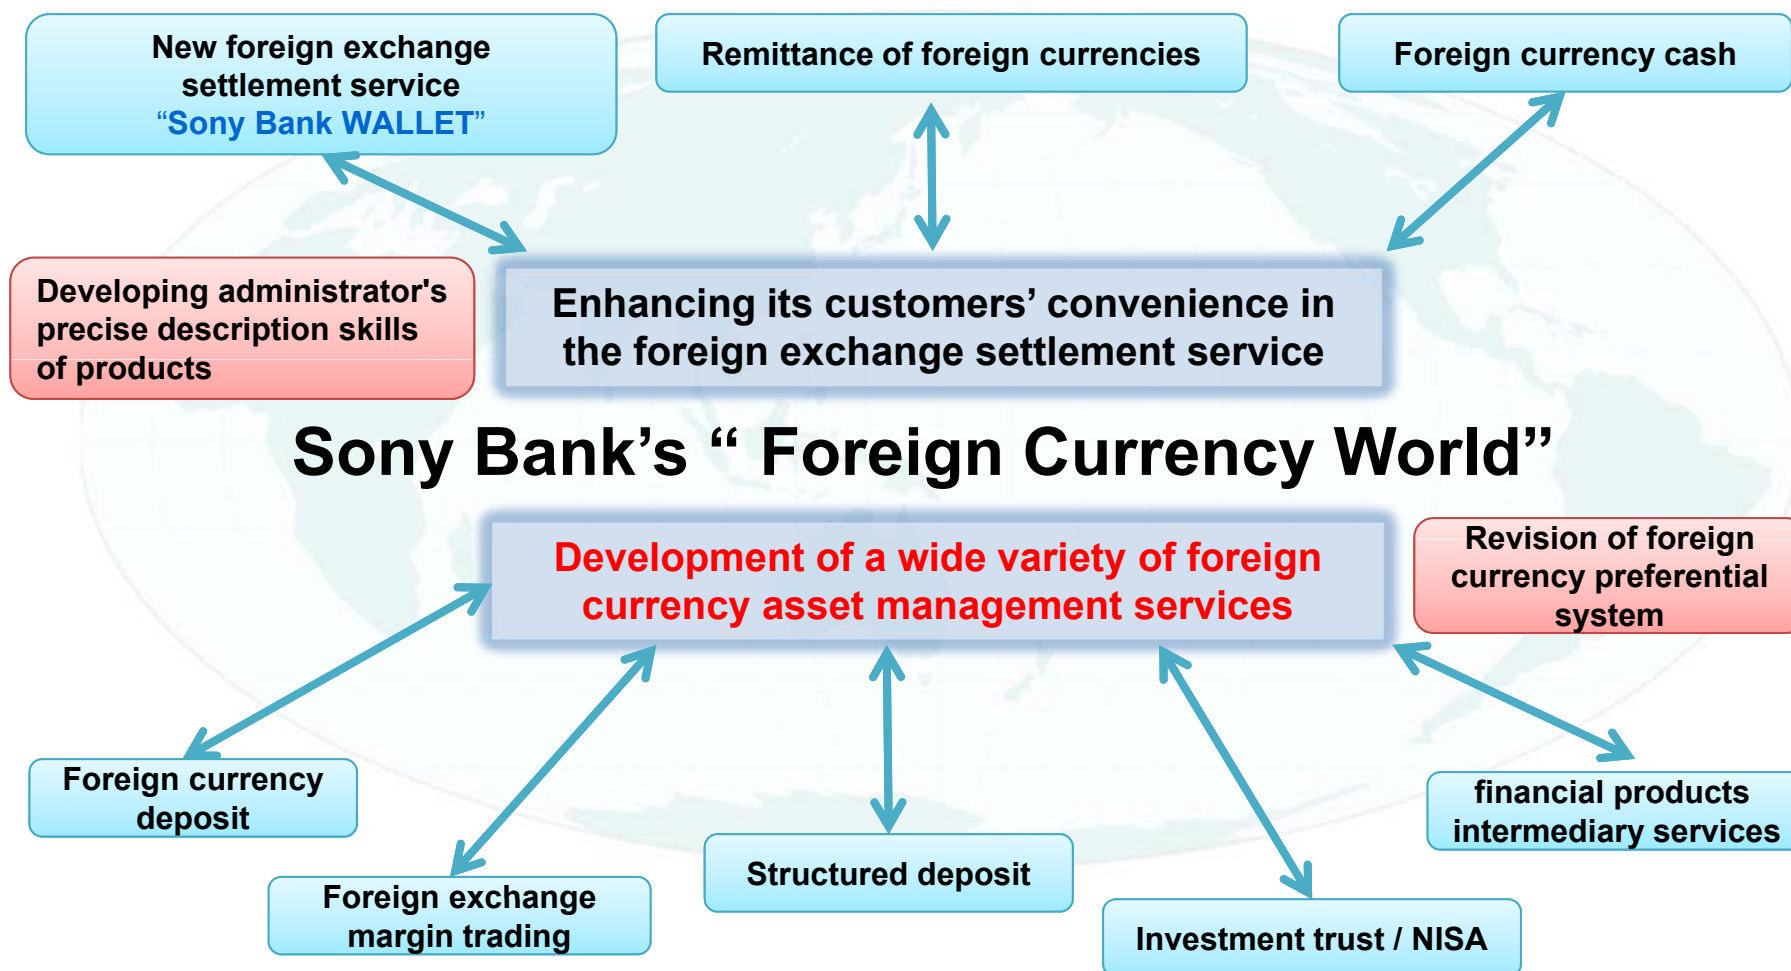 New foreign exchange
settlement service
“Sony Bank WALLET”
Remittance of foreign currencies
Foreign currency cash
Developing administrator's
precise description skills
of products
Enhancing its customers’ convenience in
the foreign exchange settlement service
Sony Bank’s “ Foreign Currency World”
Development of a wide variety of foreign
currency asset management services
Revision of foreign
currency preferential
system
Foreign currency
deposit
Foreign exchange
margin trading
Structured deposit
Investment trust / NISA
financial products
intermediary services